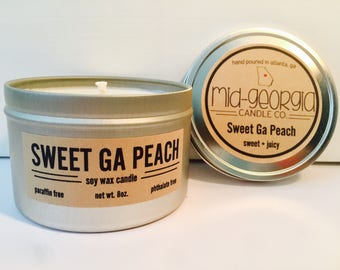 SWEET GA PEACH
soy wax candle
paraffin free
net wt. 8oz.
phthalate free
hand poured in atlanta, ga
mid-georgia
CANDLE CO.
Sweet Ga Peach
sweet + juicy